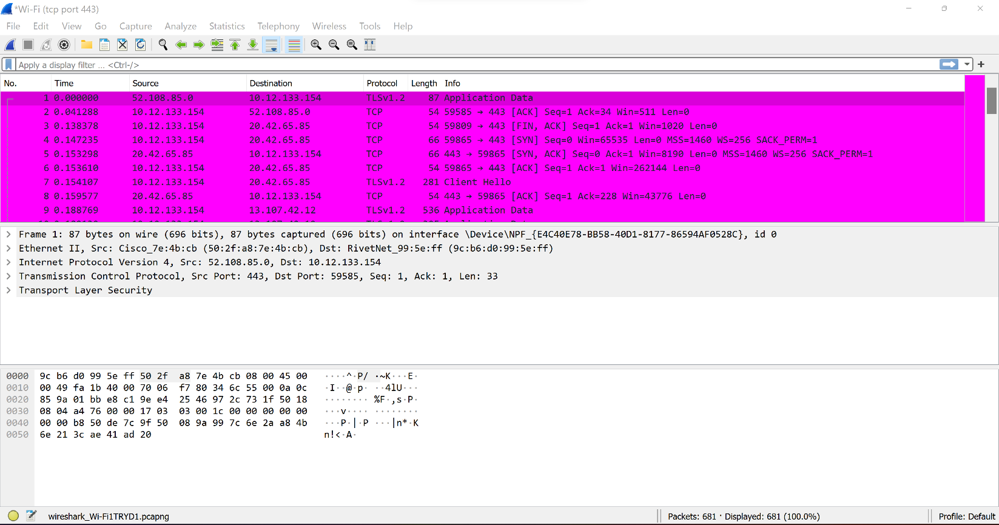 *Wi-Fi (tcp port 443)
File Edit View Go Capture Analyze Statistics Telephony Wireless Tools Help
Apply a display filter ... <Ctrl-/>
No. Time Source Destination Protocol Length Info
1 0.000000 52.108.85.0 10.12.133.154 TLSv1.2 87 Application Data
2 0.041288 10.12.133.154 52.108.85.0 TCP 54 59585 → 443 [ACK] Seq=1 Ack=34 Win=511 Len=0
3 0.138378 10.12.133.154 20.42.65.85 TCP 54 59809 → 443 [FIN, ACK] Seq=1 Ack=1 Win=1020 Len=0
4 0.147235 10.12.133.154 20.42.65.85 TCP 66 59865 → 443 [SYN] Seq=0 Win=65535 Len=0 MSS=1460 WS=256 SACK_PERM=1
5 0.153298 20.42.65.85 10.12.133.154 TCP 66 443 → 59865 [SYN, ACK] Seq=0 Ack=1 Win=8190 Len=0 MSS=1460 WS=256 SACK_PERM=1
6 0.153610 10.12.133.154 20.42.65.85 TCP 54 59865 → 443 [ACK] Seq=1 Ack=1 Win=262144 Len=0
7 0.154107 10.12.133.154 20.42.65.85 TLSv1.2 281 Client Hello
8 0.159577 20.42.65.85 10.12.133.154 TCP 54 443 → 59865 [ACK] Seq=1 Ack=228 Win=43776 Len=0
9 0.188769 10.12.133.154 13.107.42.12 TLSv1.2 536 Application Data
Frame 1: 87 bytes on wire (696 bits), 87 bytes captured (696 bits) on interface \Device\NPF_{E4C40E78-BB58-40D1-8177-86594AF0528C}, id 0
Ethernet II, Src: Cisco_7e:4b:cb (50:2f:a8:7e:4b:cb), Dst: RivetNet_99:5e:ff (9c:b6:d0:99:5e:ff)
Internet Protocol Version 4, Src: 52.108.85.0, Dst: 10.12.133.154
Transmission Control Protocol, Src Port: 443, Dst Port: 59585, Seq: 1, Ack: 1, Len: 33
Transport Layer Security
0000 9c b6 d0 99 5e ff 50 2f a8 7e 4b cb 08 00 45 00 ····^·P/ ·~K···E·
0010 00 49 fa 1b 40 00 70 06 f7 80 34 6c 55 00 0a 0c ·I··@·p· ··4lU···
0020 85 9a 01 bb e8 c1 9e e4 25 46 97 2c 73 1f 50 18 ········ %F·,s·P·
0030 08 04 a4 76 00 00 17 03 03 00 1c 00 00 00 00 00 ···v···· ········
0040 00 00 b8 50 de 7c 9f 50 08 9a 99 7c 6e 2a a8 4b ···P·|·P ···|n*·K
0050 6e 21 3c ae 41 ad 20 n!<·A·
wireshark_Wi-Fi1TRYD1.pcapng Packets: 681 · Displayed: 681 (100.0%) Profile: Default